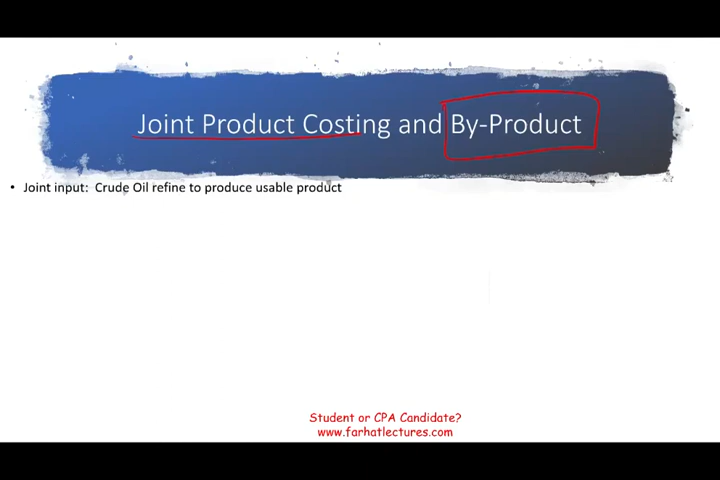 Joint Product Costing and By-Product
• Joint input: Crude Oil refine to produce usable product
Student or CPA Candidate?
www.farhatlectures.com